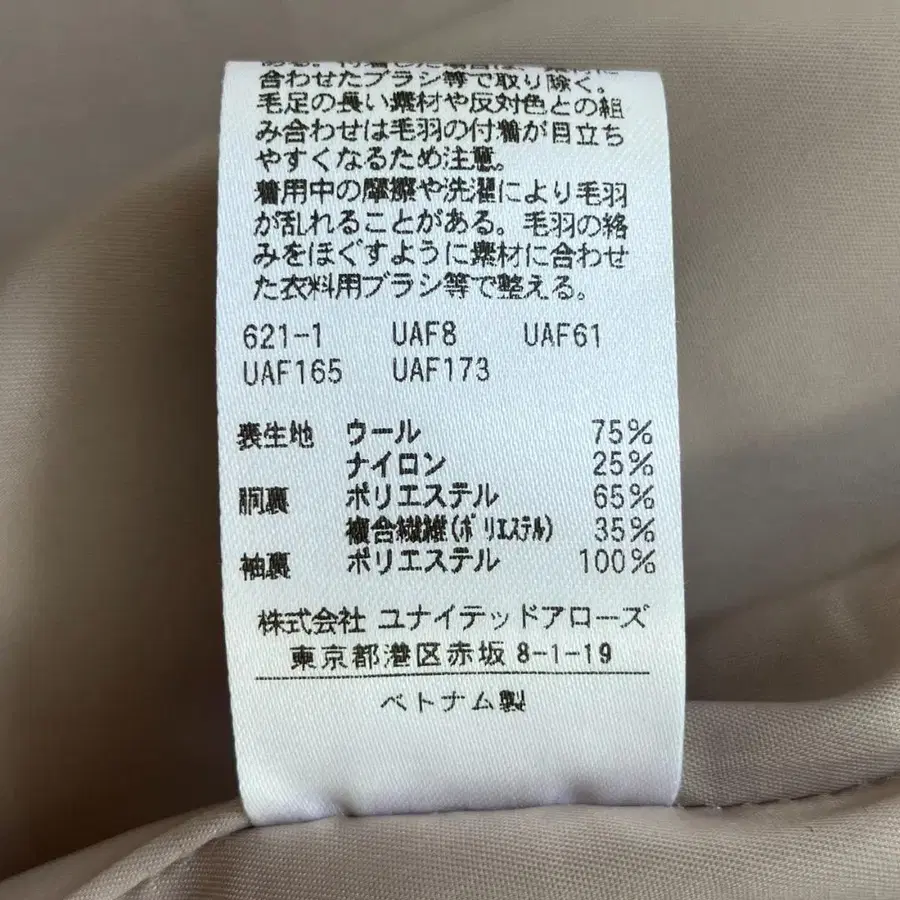 合わせたブラシ等で取り除く。
毛足の長い素材や反対色との組
み合わせは毛羽の付着が目立ち
やすくなるため注意。
着用中の摩擦や洗濯により毛羽
が乱れることがある。毛羽の絡
みをほぐすように素材に合わせ
た衣料用ブラシ等で整える。
621-1 UAF8 UAF61
UAF165 UAF173
表生地 ウール 75%
ナイロン 25%
胴裏 ポリエステル 65%
複合繊維(ポリエステル) 35%
袖裏 ポリエステル 100%
株式会社 ユナイテッドアローズ
東京都港区赤坂 8-1-19
ベトナム製